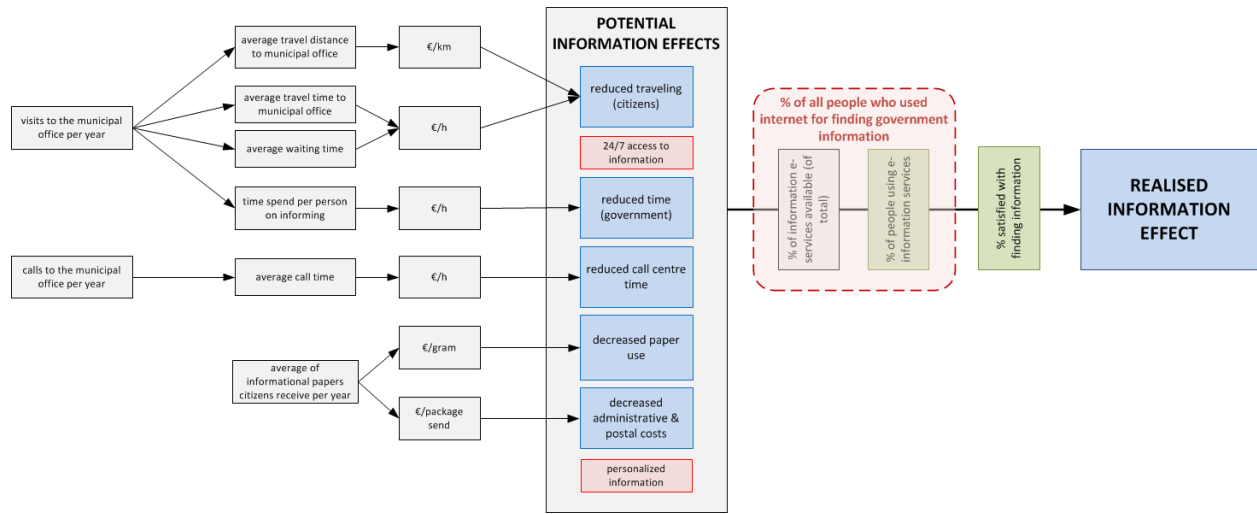 visits to the municipal
office per year
calls to the municipal
office per year
average travel distance
to municipal office
average travel time to
municipal office
average waiting time
time spend per person
on informing
average call time
average of
informational papers
citizens receive per year
€/km
€/h
€/h
€/h
€/gram
€/package
send
POTENTIAL
INFORMATION EFFECTS
reduced traveling
(citizens)
24/7 access to
information
reduced time
(government)
reduced call centre
time
decreased paper
use
decreased
administrative &
postal costs
personalized
information
% of all people who used
internet for finding government
information
% of information e-
services available (of
total)
% of people using e-
information services
% satisfied with
finding information
REALISED
INFORMATION
EFFECT